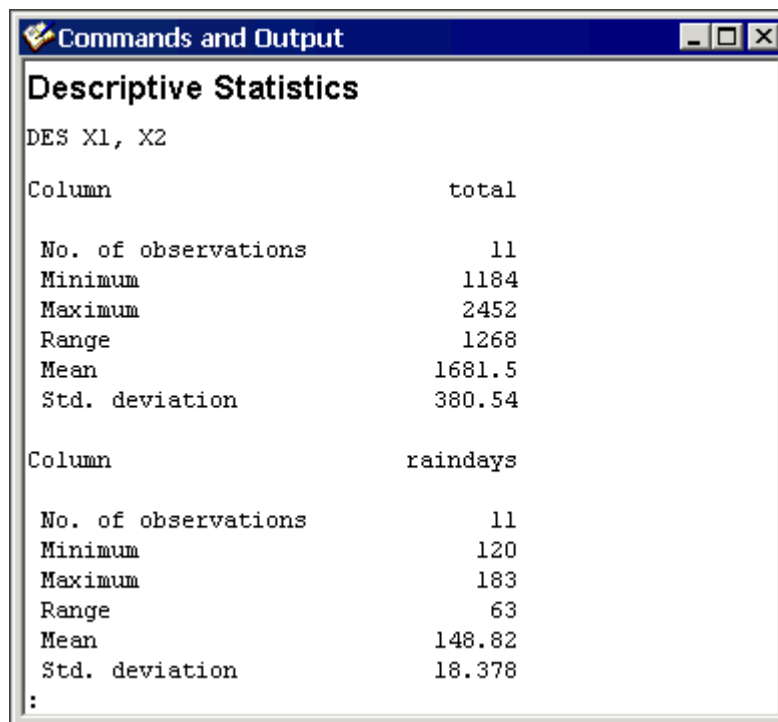 Commands and Output
Descriptive Statistics
DES X1, X2
Column total
No. of observations 11
Minimum 1184
Maximum 2452
Range 1268
Mean 1681.5
Std. deviation 380.54
Column raindays
No. of observations 11
Minimum 120
Maximum 183
Range 63
Mean 148.82
Std. deviation 18.378
: